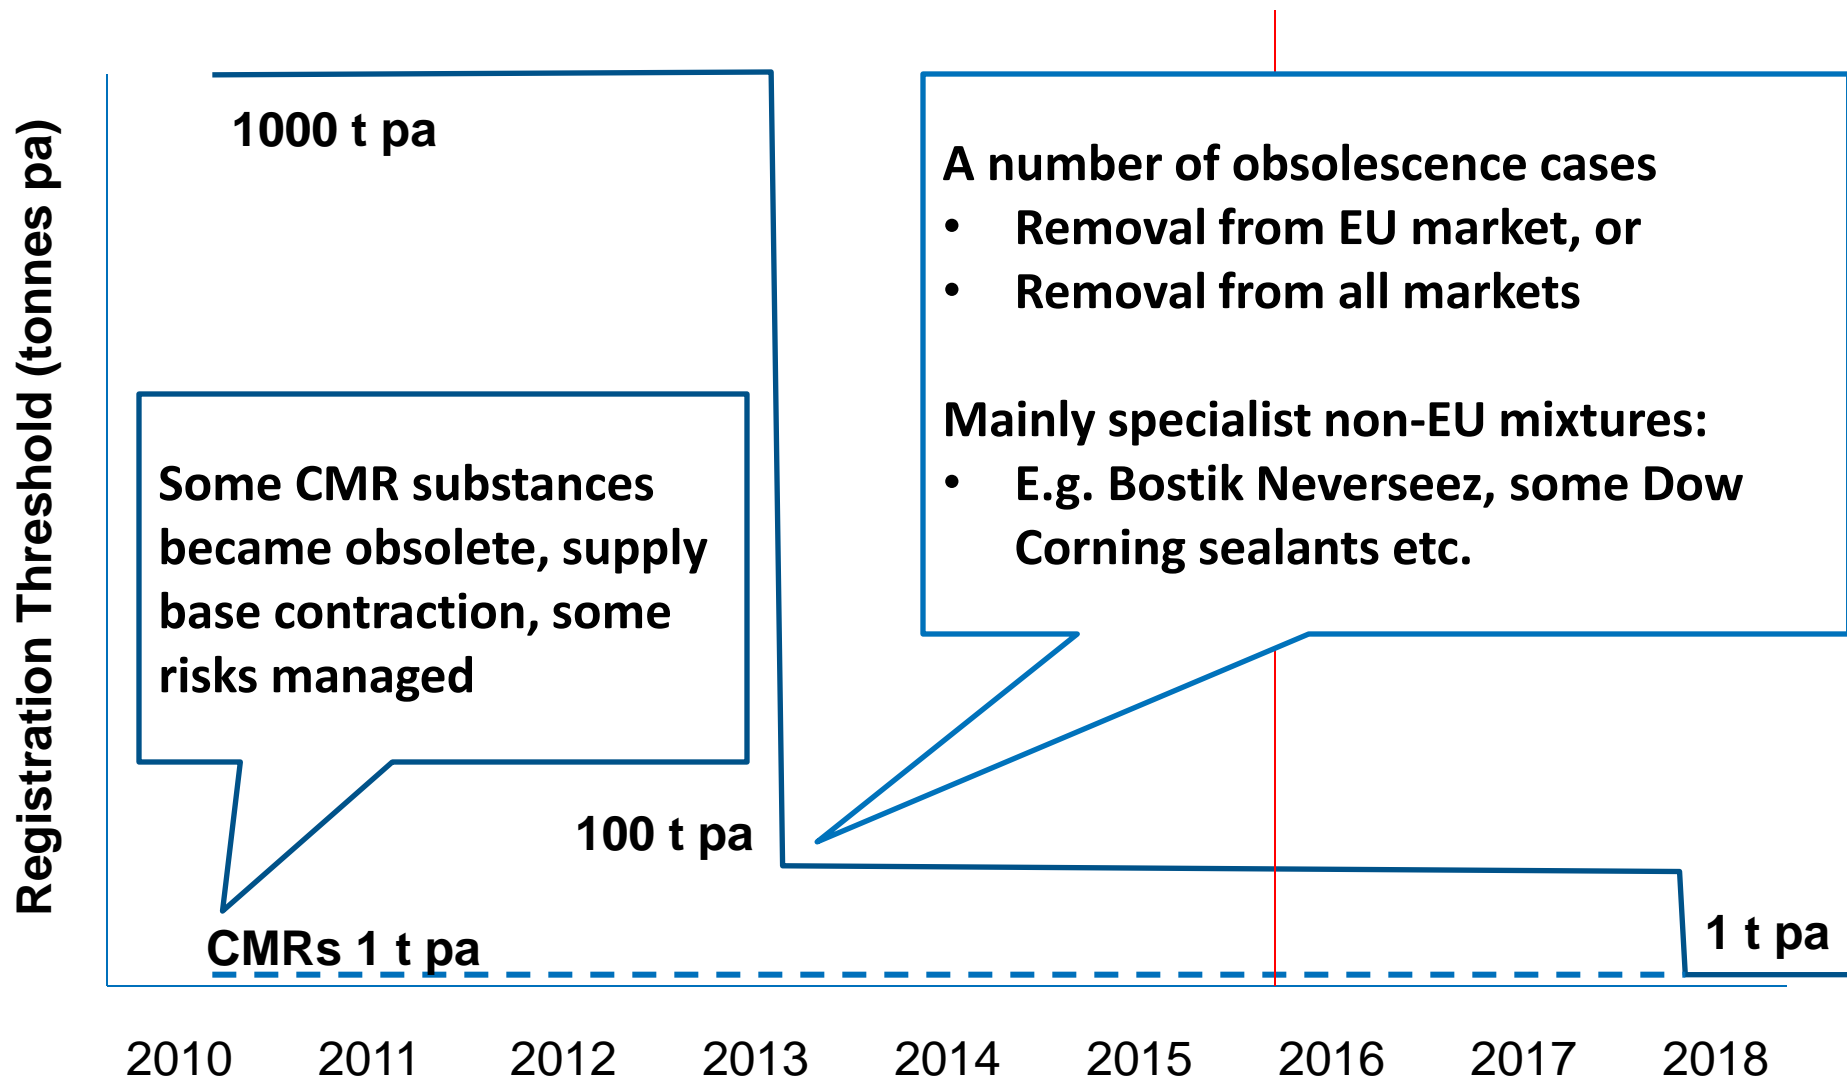 Registration Threshold (tonnes pa)
1000 t pa
A number of obsolescence cases
• Removal from EU market, or
• Removal from all markets
Mainly specialist non-EU mixtures:
• E.g. Bostik Neverseez, some Dow
Corning sealants etc.
Some CMR substances
became obsolete, supply
base contraction, some
risks managed
100 t pa
CMRs 1 t pa
1 t pa
2010 2011 2012 2013 2014 2015 2016 2017 2018